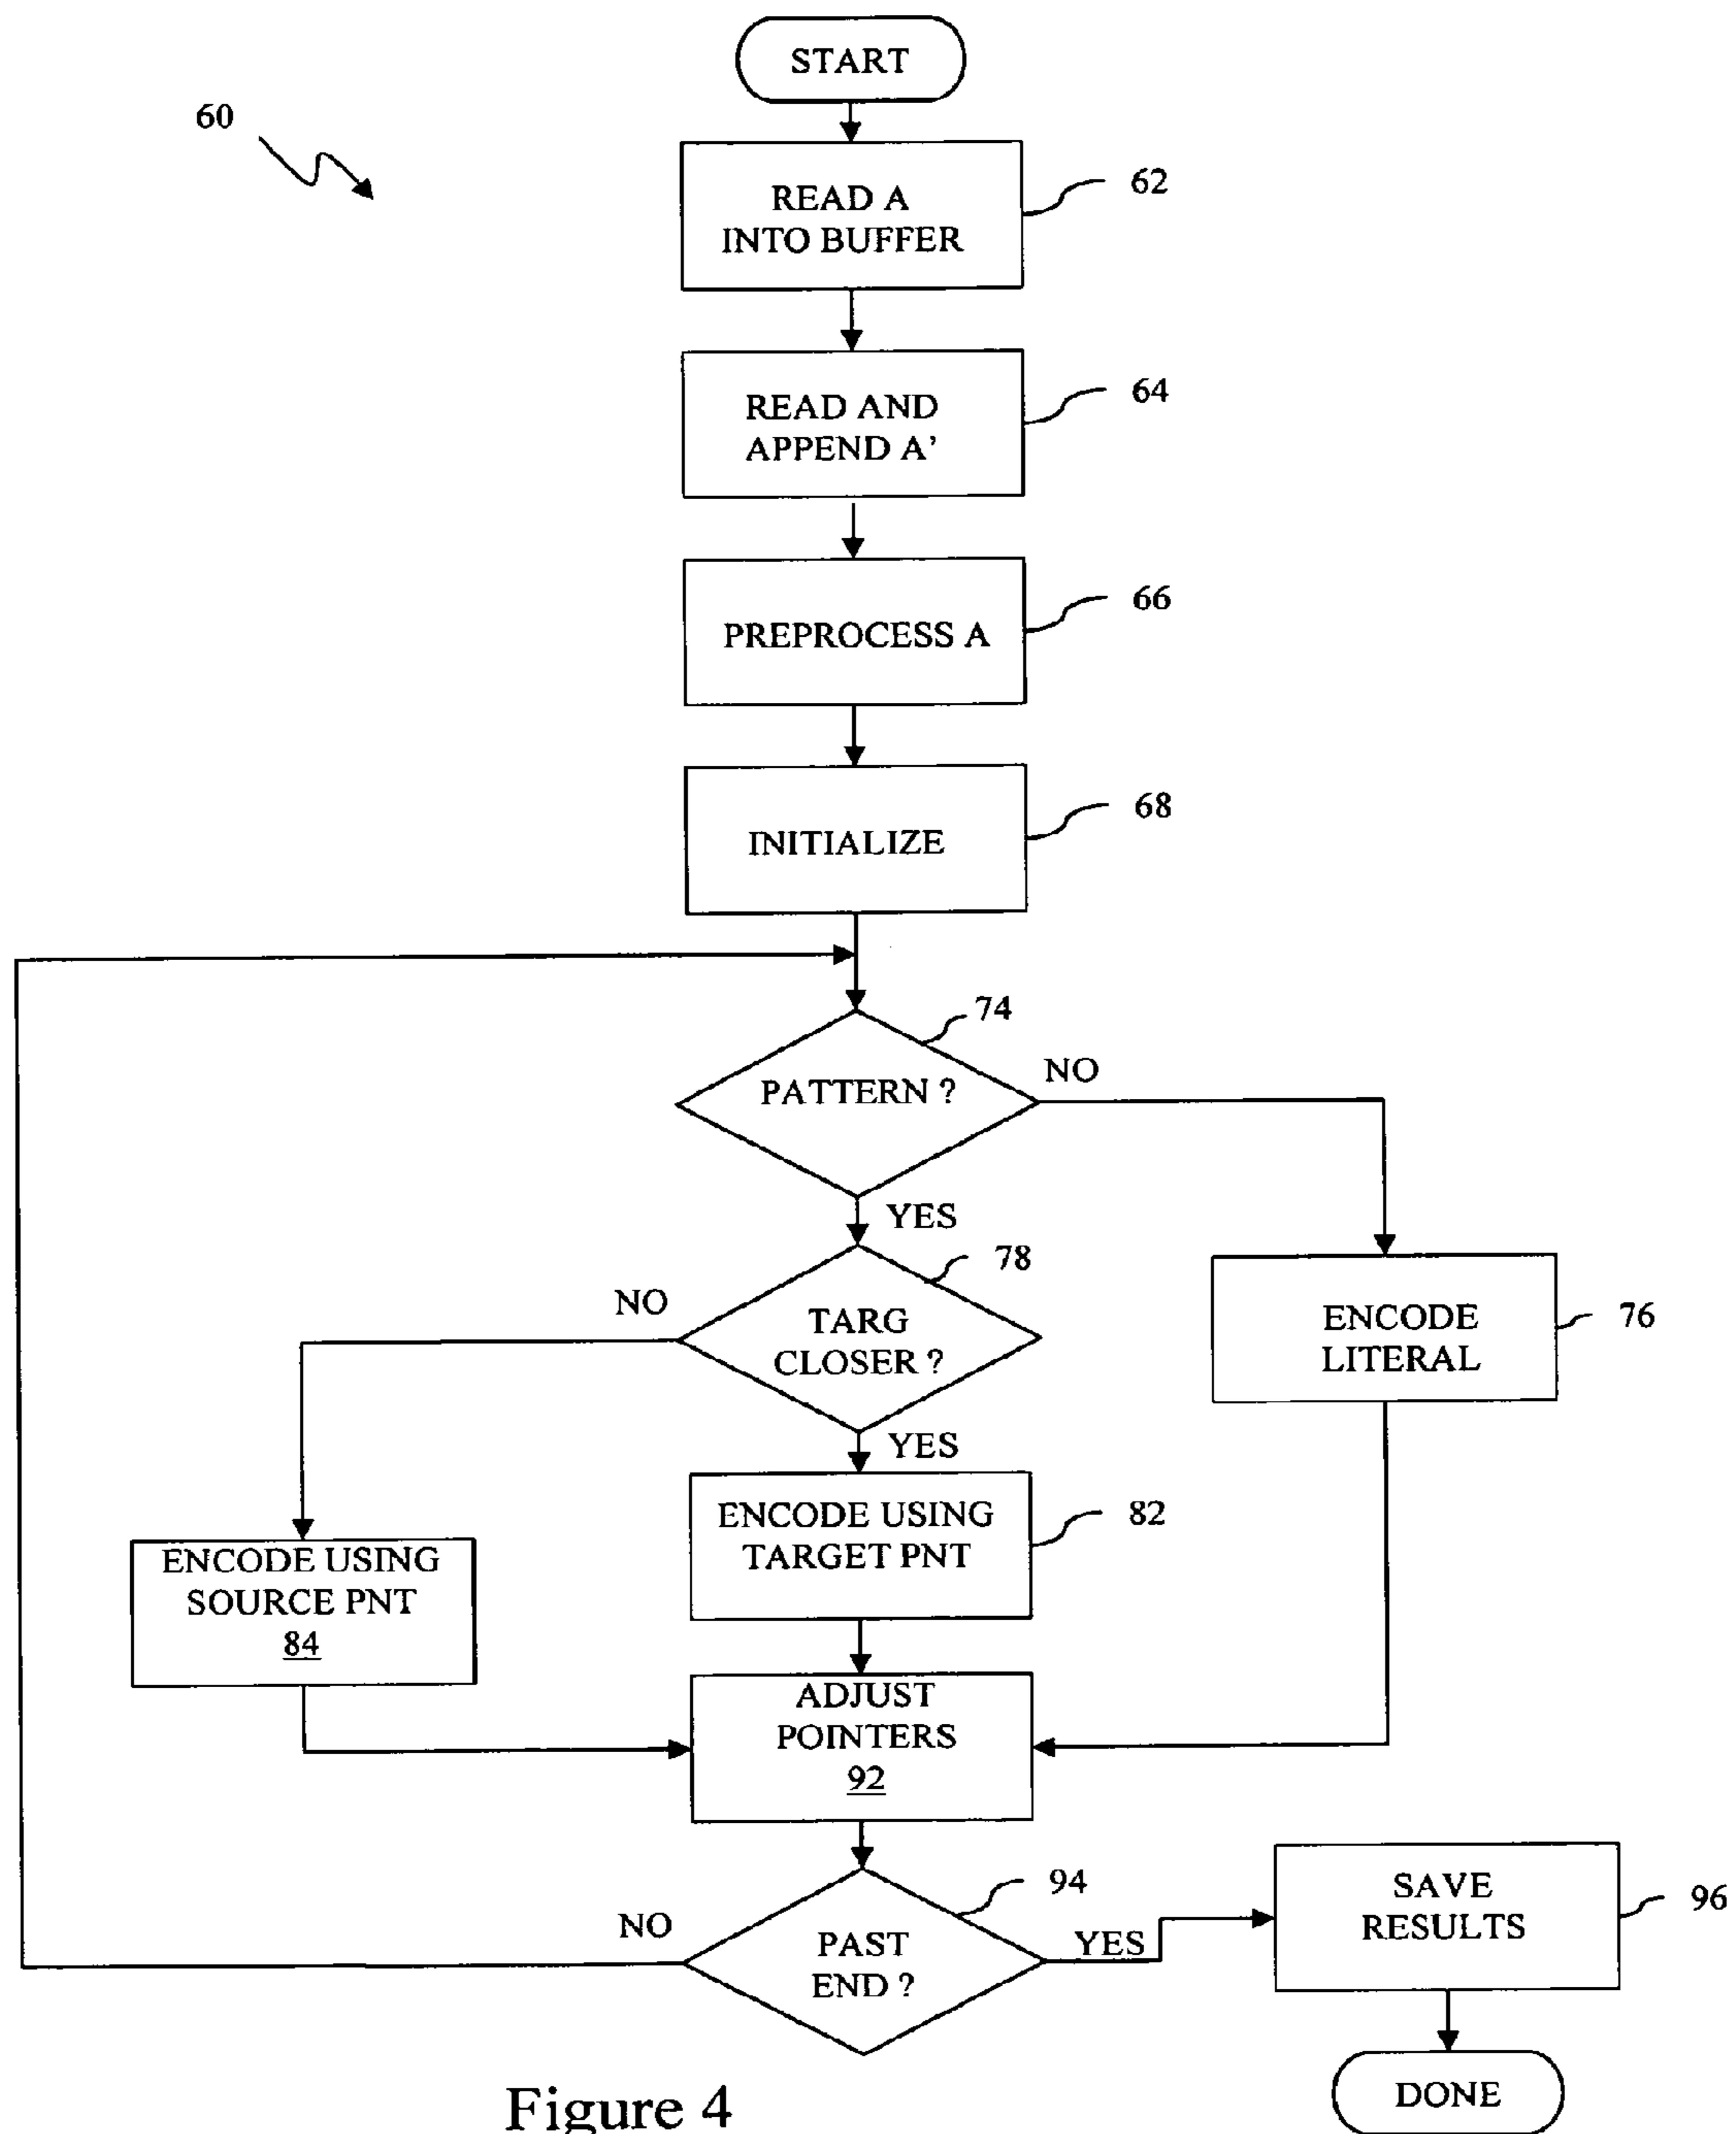 START
60
62
READ A
INTO BUFFER
64
READ AND
APPEND A'
66
PREPROCESS A
68
INITIALIZE
74
PATTERN ?
NO
YES
78
NO
TARG
CLOSER ?
ENCODE
LITERAL
76
YES
ENCODE USING
TARGET PNT
82
ENCODE USING
SOURCE PNT
84
ADJUST
POINTERS
92
94
NO
PAST
END ?
YES
SAVE
RESULTS
96
DONE
Figure 4